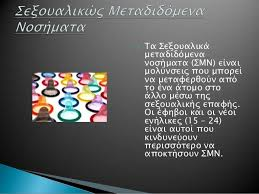 Σεξουαλικώς Μεταδιδόμενα
Νοσήματα
Τα Σεξουαλικά
μεταδιδόμενα
νοσήματα (ΣΜΝ) είναι
μολύνσεις που μπορεί
να μεταφερθούν από
το ένα άτομο στο
άλλο μέσω της
σεξουαλικής επαφής.
Οι έφηβοι και οι νέοι
ενήλικες (15 – 24)
είναι αυτοί που
κινδυνεύουν
περισσότερο να
αποκτήσουν ΣΜΝ.